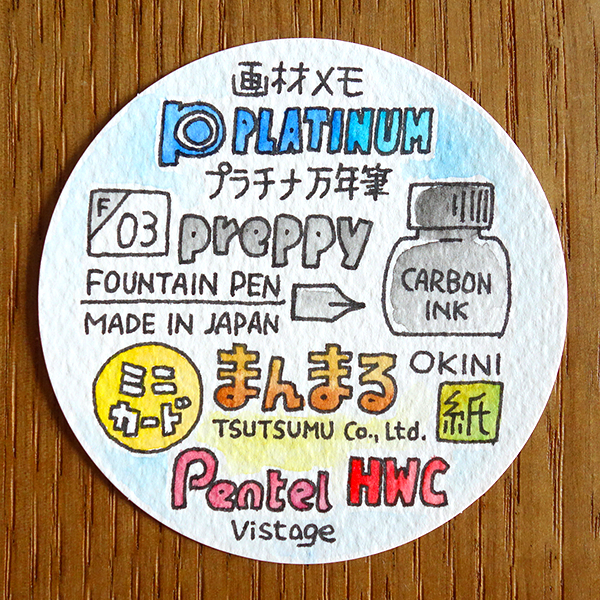 画材メモ
P PLATINUM
プラチナ万年筆
F/03 preppy
FOUNTAIN PEN
MADE IN JAPAN
CARBON
INK
ミニ
カード
まんまる
TSUTSUMU Co., Ltd.
OKINI
紙
Pentel HWC
Vistage